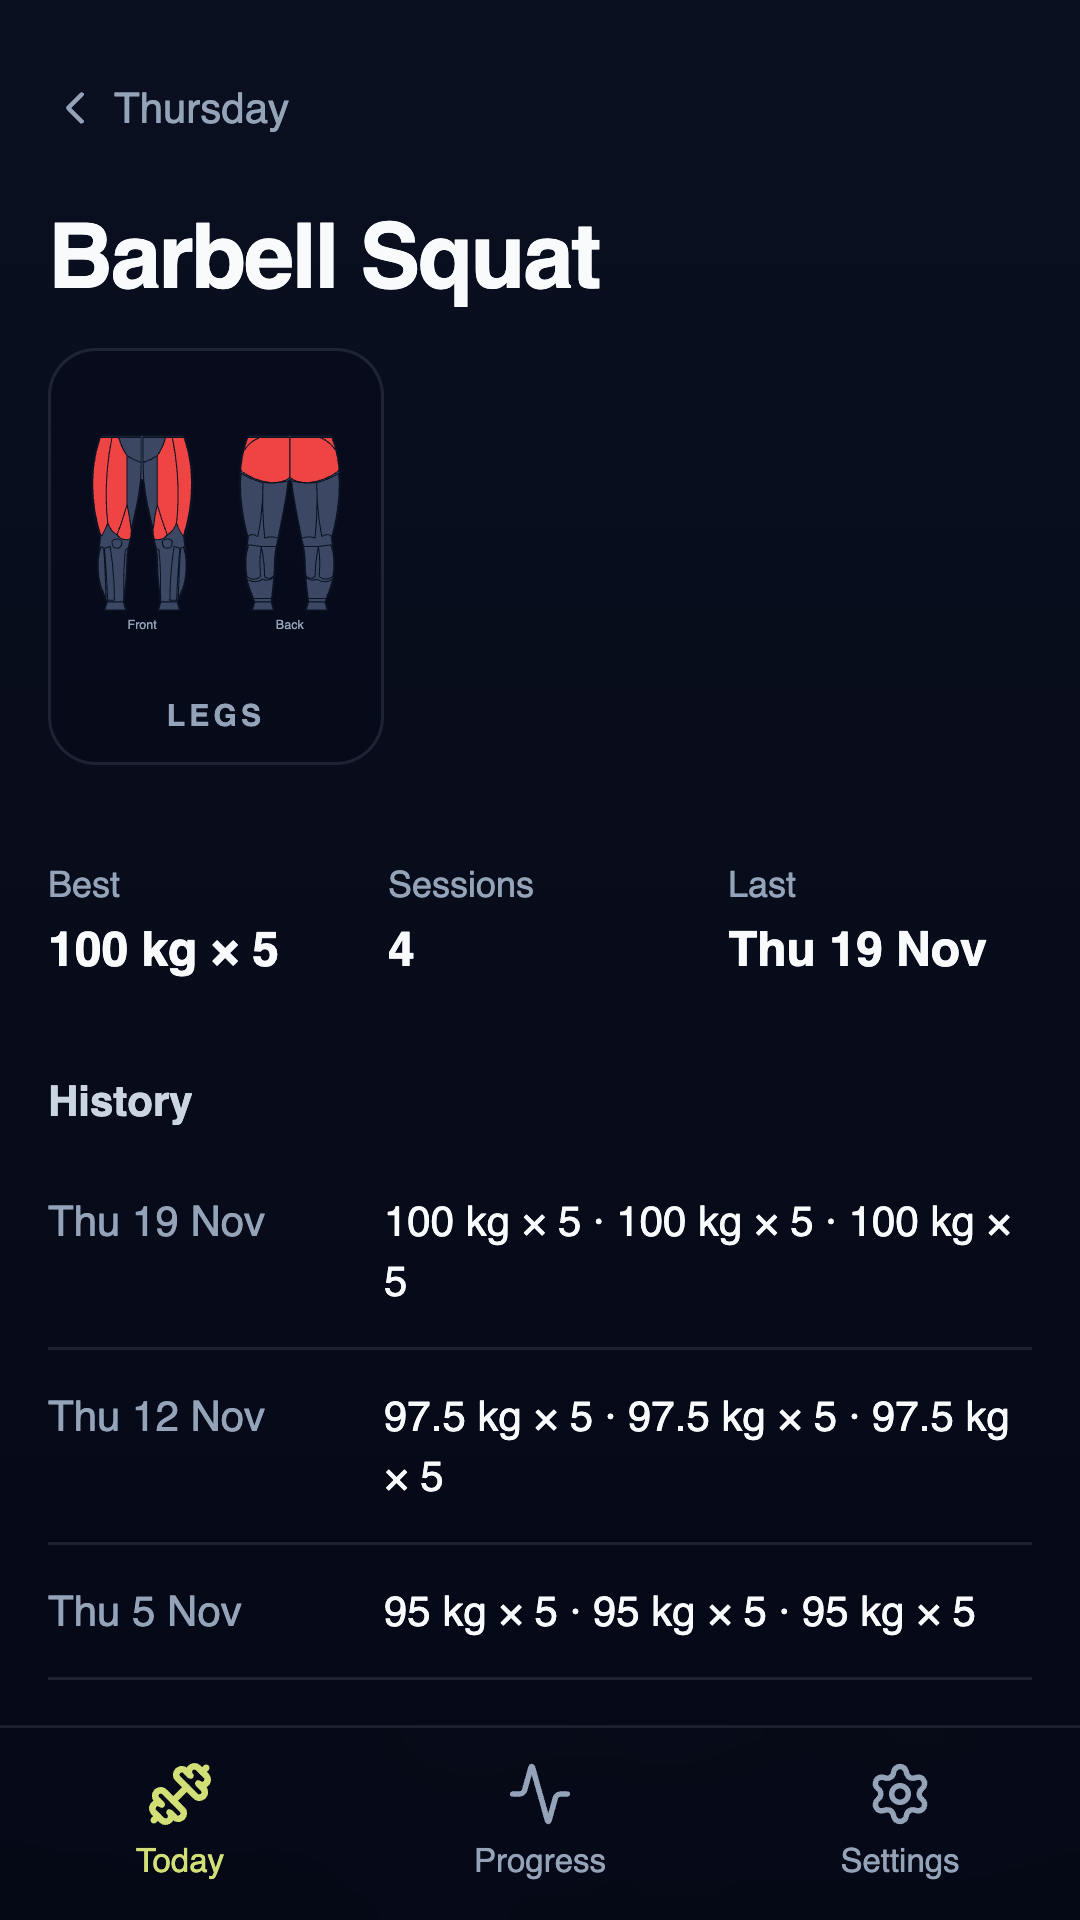 Thursday
Barbell Squat
Front
Back
LEGS
Best
Sessions
Last
100 kg × 5
4
Thu 19 Nov
History
Thu 19 Nov
100 kg × 5 · 100 kg × 5 · 100 kg ×
5
Thu 12 Nov
97.5 kg × 5 · 97.5 kg × 5 · 97.5 kg
× 5
Thu 5 Nov
95 kg × 5 · 95 kg × 5 · 95 kg × 5
Today
Progress
Settings